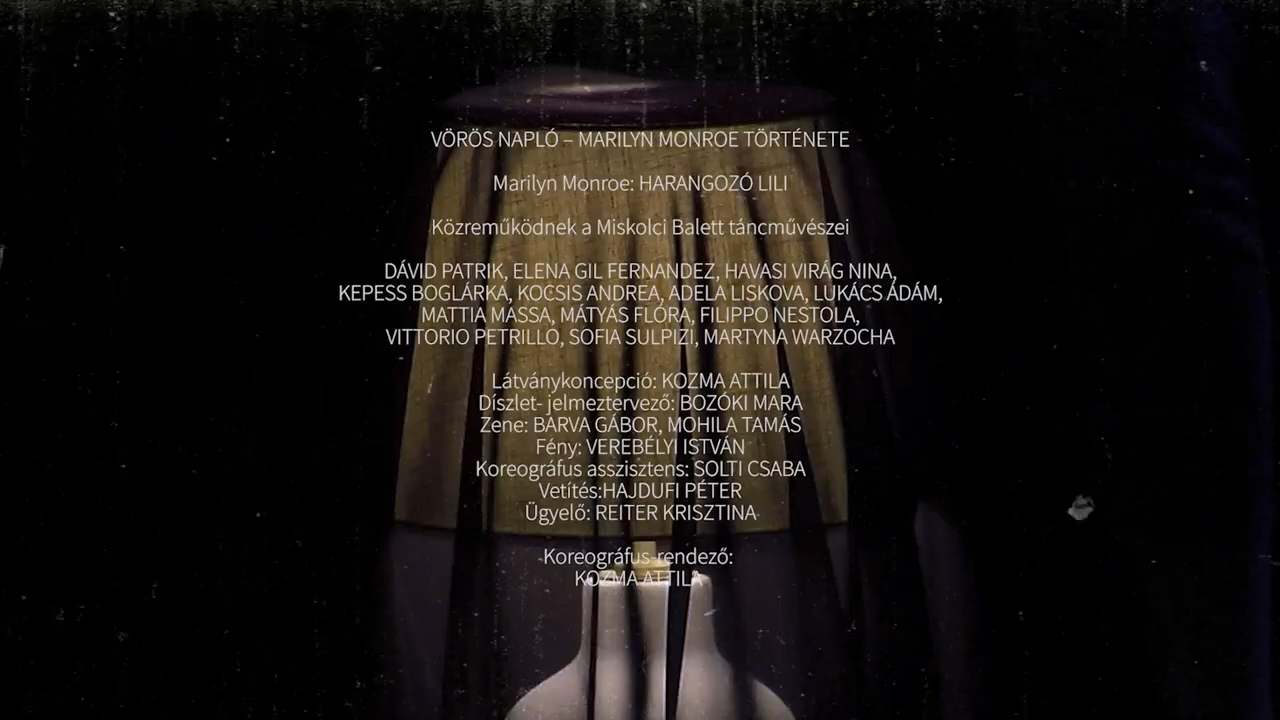 VÖRÖS NAPLÓ – MARILYN MONROE TÖRTÉNETE
Marilyn Monroe: HARANGOZÓ LILI
Közreműködnek a Miskolci Balett táncművészei
DÁVID PATRIK, ELENA GIL FERNANDEZ, HAVASI VIRÁG NINA,
KEPESS BOGLÁRKA, KOCSIS ANDREA, ADELA LISKOVA, LUKÁCS ÁDÁM,
MATTIA MASSA, MÁTYÁS FLÓRA, FILIPPO NESTOLA,
VITTORIO PETRILLO, SOFIA SULPIZI, MARTYNA WARZOCHA
Látványkoncepció: KOZMA ATTILA
Díszlet- jelmeztervező: BOZÓKI MARA
Zene: BARVA GÁBOR, MOHILA TAMÁS
Fény: VEREBÉLYI ISTVÁN
Koreográfus asszisztens: SOLTI CSABA
Vetítés:HAJDUFI PÉTER
Ügyelő: REITER KRISZTINA
Koreográfus-rendező:
KOZMA ATTILA